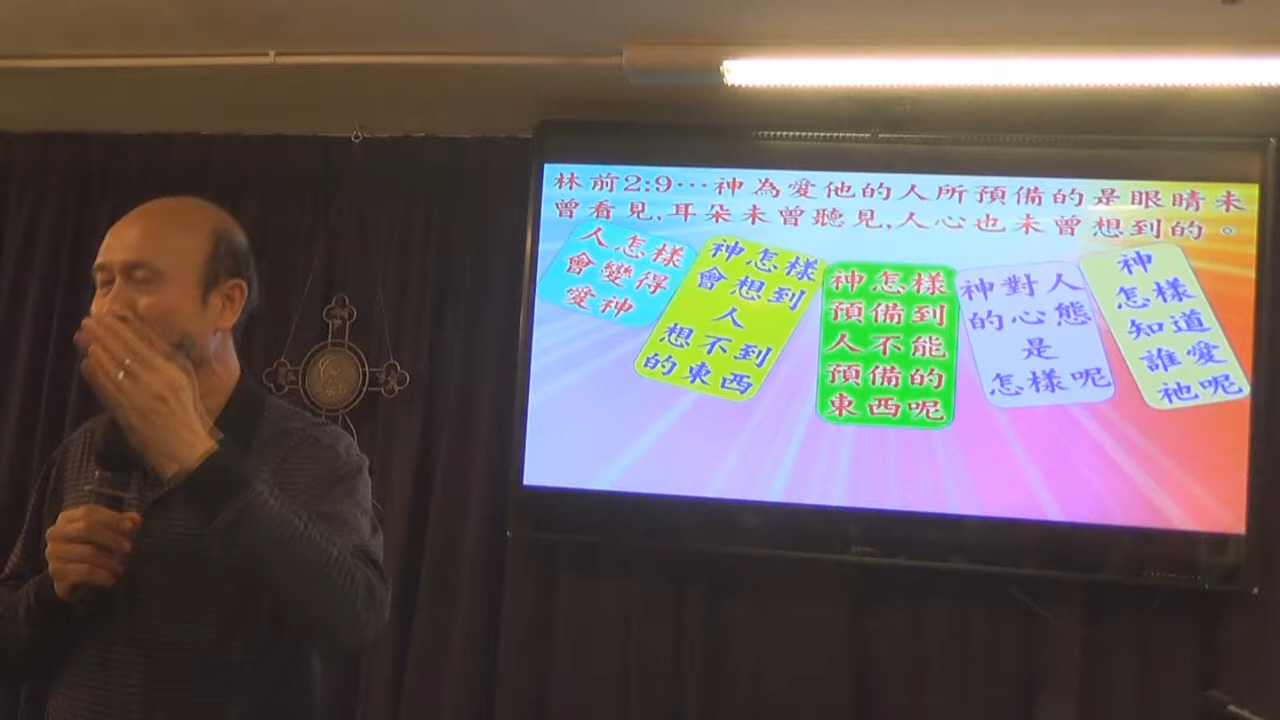 林前2:9…神為愛他的人所預備的是眼睛未
曾看見,耳朵未曾聽見,人心也未曾想到的。
人怎樣
會變得
愛神
神怎樣
會想到
人
想不到
的東西
神怎樣
預備到
人不能
預備的
東西呢
神對人
的心態
是
怎樣呢
神
怎樣
知道
誰愛
祂呢